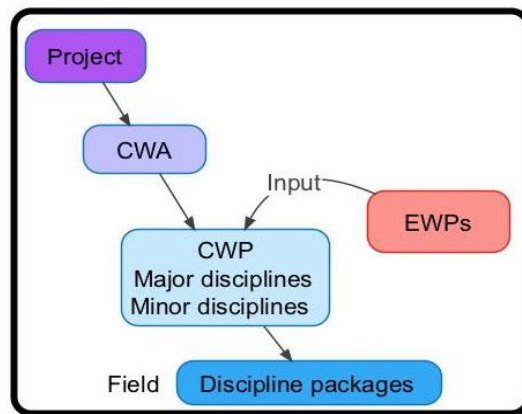 Project
CWA
Input
EWPs
CWP
Major disciplines
Minor disciplines
Field
Discipline packages